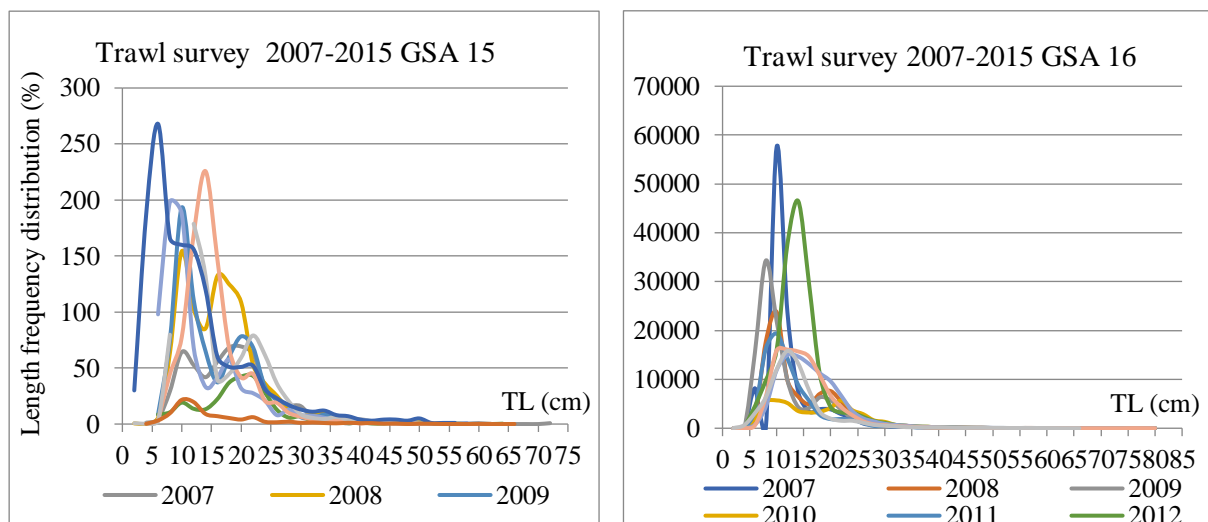 Trawl survey 2007-2015 GSA 15
Length frequency distribution (%)
300
250
200
150
100
50
0
TL (cm)
0 5 10 15 20 25 30 35 40 45 50 55 60 65 70 75
2007 2008 2009
Trawl survey 2007-2015 GSA 16
70000
60000
50000
40000
30000
20000
10000
0
TL (cm)
0 5 10 15 20 25 30 35 40 45 50 55 60 65 70 75 80 85
2007 2008 2009
2010 2011 2012